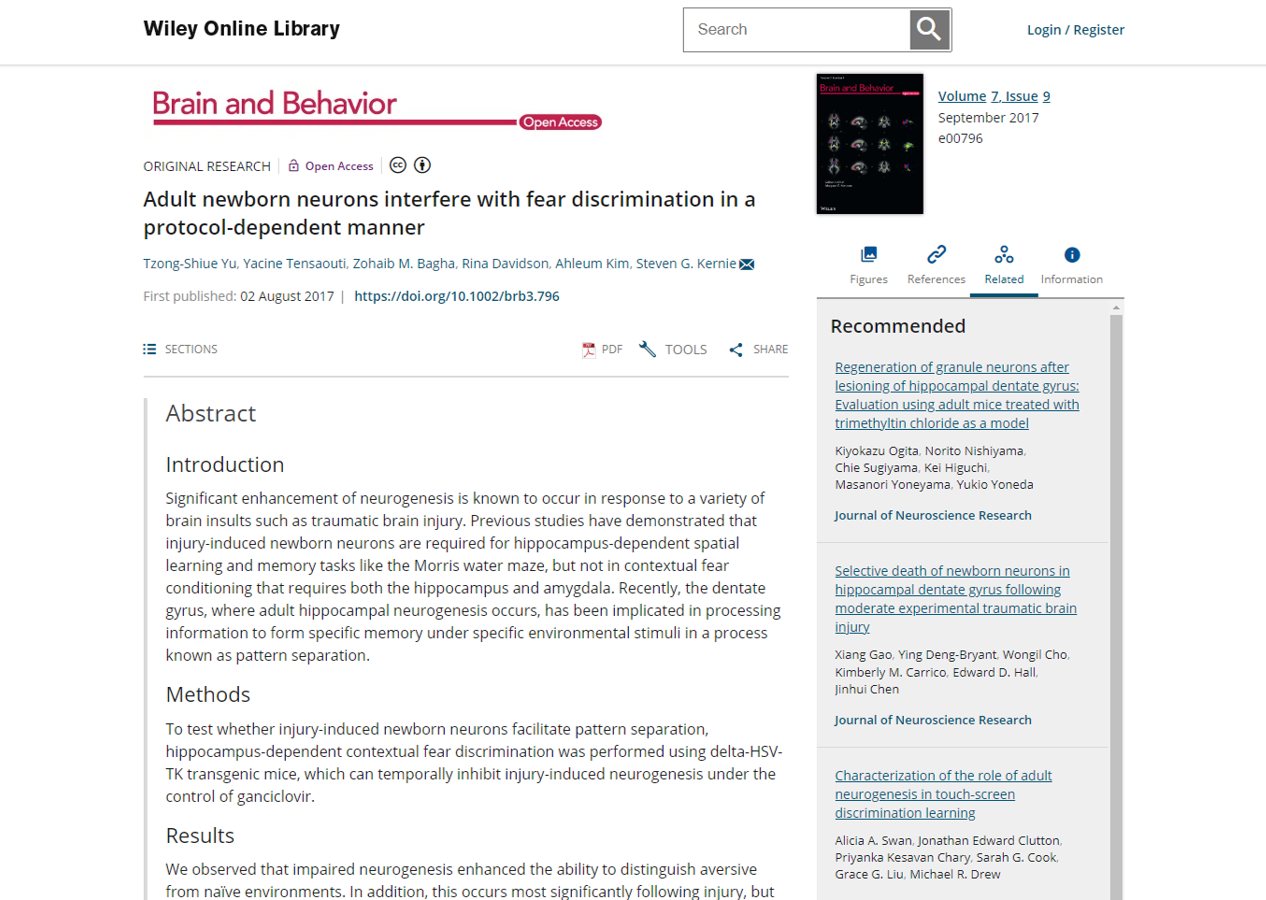 Wiley Online Library
Search
Login / Register
Brain and Behavior
Open Access
ORIGINAL RESEARCH
Open Access
Adult newborn neurons interfere with fear discrimination in a
protocol-dependent manner
Tzong-Shiue Yu, Yacine Tensaouti, Zohaib M. Bagha, Rina Davidson, Ahleum Kim, Steven G. Kernie
First published: 02 August 2017 | https://doi.org/10.1002/brb3.796
SECTIONS
PDF
TOOLS
SHARE
Abstract
Introduction
Significant enhancement of neurogenesis is known to occur in response to a variety of
brain insults such as traumatic brain injury. Previous studies have demonstrated that
injury-induced newborn neurons are required for hippocampus-dependent spatial
learning and memory tasks like the Morris water maze, but not in contextual fear
conditioning that requires both the hippocampus and amygdala. Recently, the dentate
gyrus, where adult hippocampal neurogenesis occurs, has been implicated in processing
information to form specific memory under specific environmental stimuli in a process
known as pattern separation.
Methods
To test whether injury-induced newborn neurons facilitate pattern separation,
hippocampus-dependent contextual fear discrimination was performed using delta-HSV-
TK transgenic mice, which can temporally inhibit injury-induced neurogenesis under the
control of ganciclovir.
Results
We observed that impaired neurogenesis enhanced the ability to distinguish aversive
from naïve environments. In addition, this occurs most significantly following injury, but
Brain and Behavior
WILEY
Volume 7, Issue 9
September 2017
e00796
Figures
References
Related
Information
Recommended
Regeneration of granule neurons after
lesioning of hippocampal dentate gyrus:
Evaluation using adult mice treated with
trimethyltin chloride as a model
Kiyokazu Ogita, Norito Nishiyama,
Chie Sugiyama, Kei Higuchi,
Masanori Yoneyama, Yukio Yoneda
Journal of Neuroscience Research
Selective death of newborn neurons in
hippocampal dentate gyrus following
moderate experimental traumatic brain
injury
Xiang Gao, Ying Deng-Bryant, Wongil Cho,
Kimberly M. Carrico, Edward D. Hall,
Jinhui Chen
Journal of Neuroscience Research
Characterization of the role of adult
neurogenesis in touch-screen
discrimination learning
Alicia A. Swan, Jonathan Edward Clutton,
Priyanka Kesavan Chary, Sarah G. Cook,
Grace G. Liu, Michael R. Drew